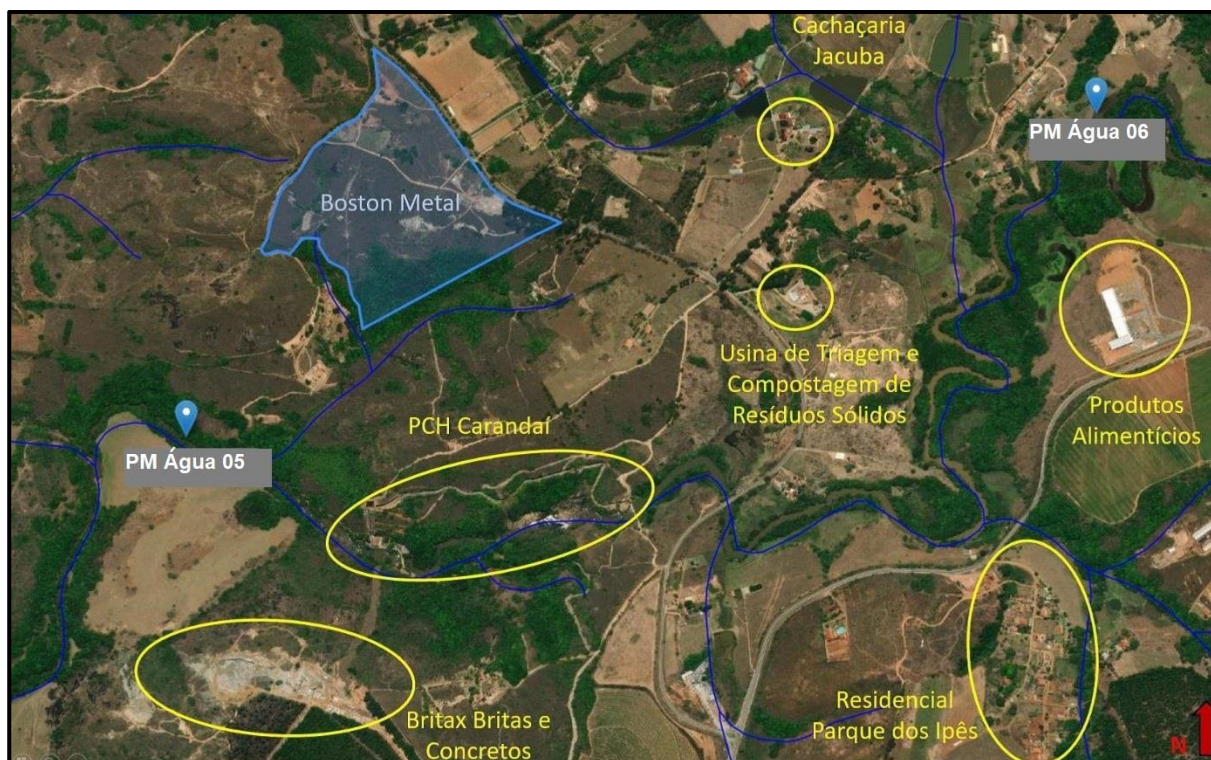 Cachaçaria
Jacuba
PM Água 06
Boston Metal
Usina de Triagem e
Compostagem de
Resíduos Sólidos
Produtos
Alimentícios
PCH Carandaí
PM Água 05
Residencial
Parque dos Ipês
Britax Britas e
Concretos
N